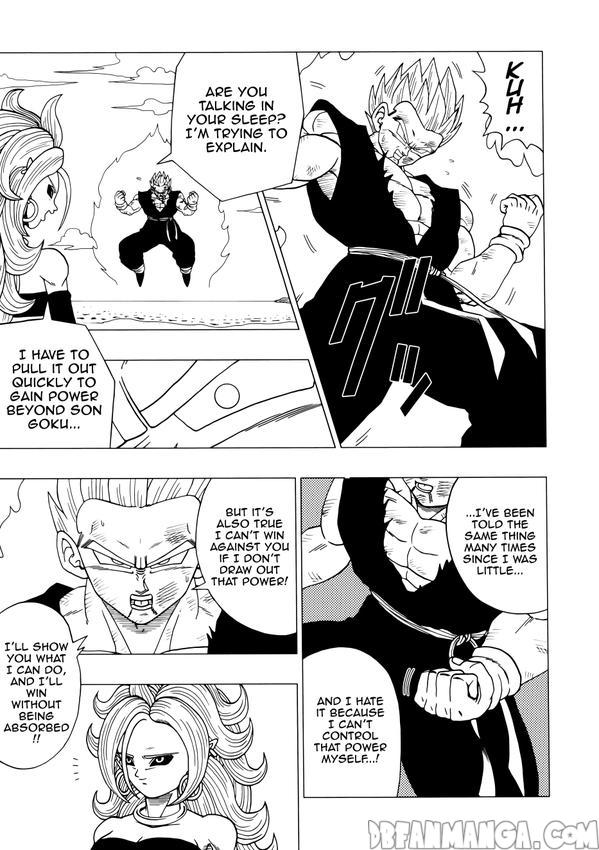 KUH...
グッ
ARE YOU
TALKING IN
YOUR SLEEP?
I'M TRYING TO
EXPLAIN.
I HAVE TO
PULL IT OUT
QUICKLY TO
GAIN POWER
BEYOND SON
GOKU...
...I'VE BEEN
TOLD THE
SAME THING
MANY TIMES
SINCE I WAS
LITTLE...
AND I HATE
IT BECAUSE
I CAN'T
CONTROL
THAT POWER
MYSELF...!
BUT IT'S
ALSO TRUE
I CAN'T WIN
AGAINST YOU
IF I DON'T
DRAW OUT
THAT POWER!
I'LL SHOW
YOU WHAT
I CAN DO,
AND I'LL
WIN
WITHOUT
BEING
ABSORBED
!!
DBFANMANGA.COM